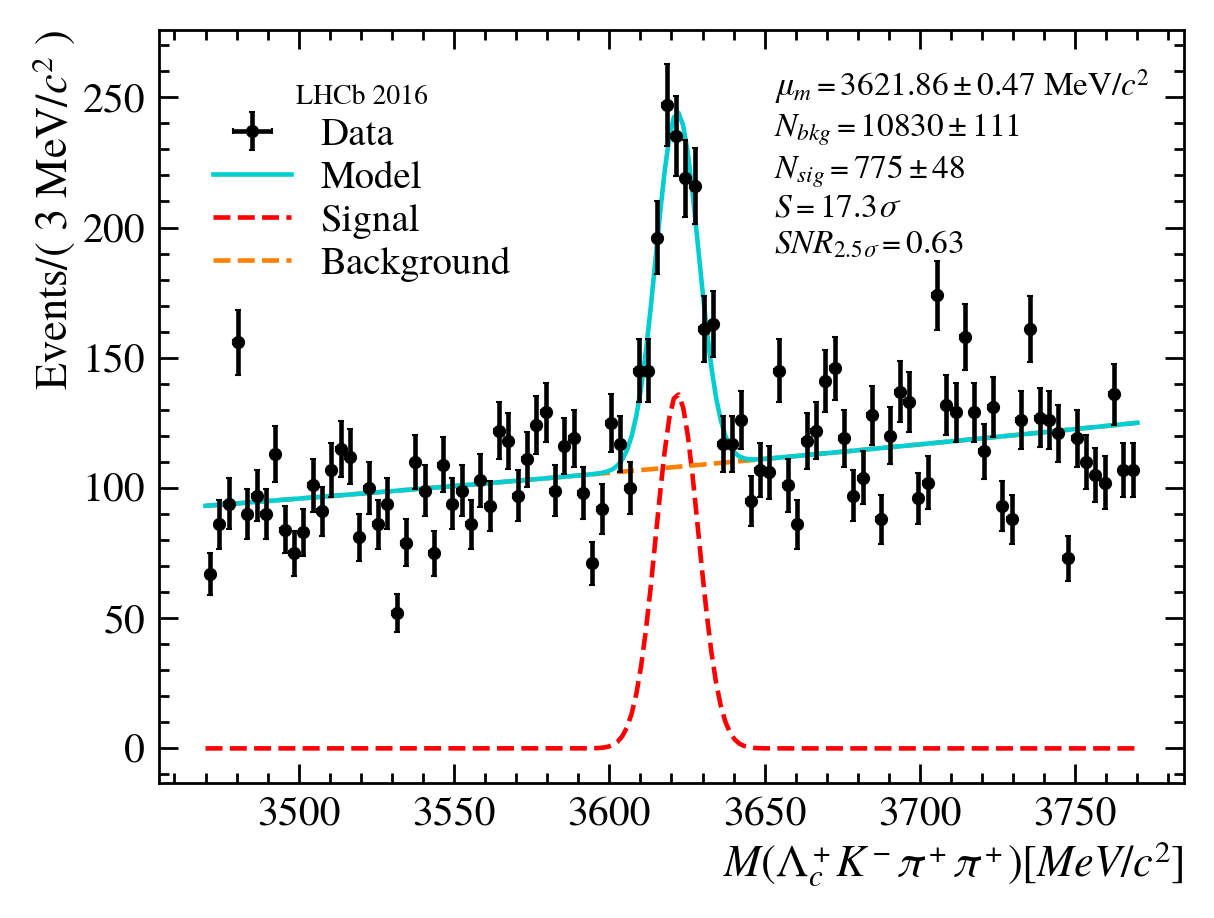 Events/( 3 MeV/c² )
250
200
150
100
50
0
LHCb 2016
Data
Model
Signal
Background
μ_m = 3621.86 ± 0.47 MeV/c²
N_bkg = 10830 ± 111
N_sig = 775 ± 48
S = 17.3σ
SNR_2.5σ = 0.63
3500 3550 3600 3650 3700 3750
M(Λ_c⁺K⁻π⁺π⁺)[MeV/c²]